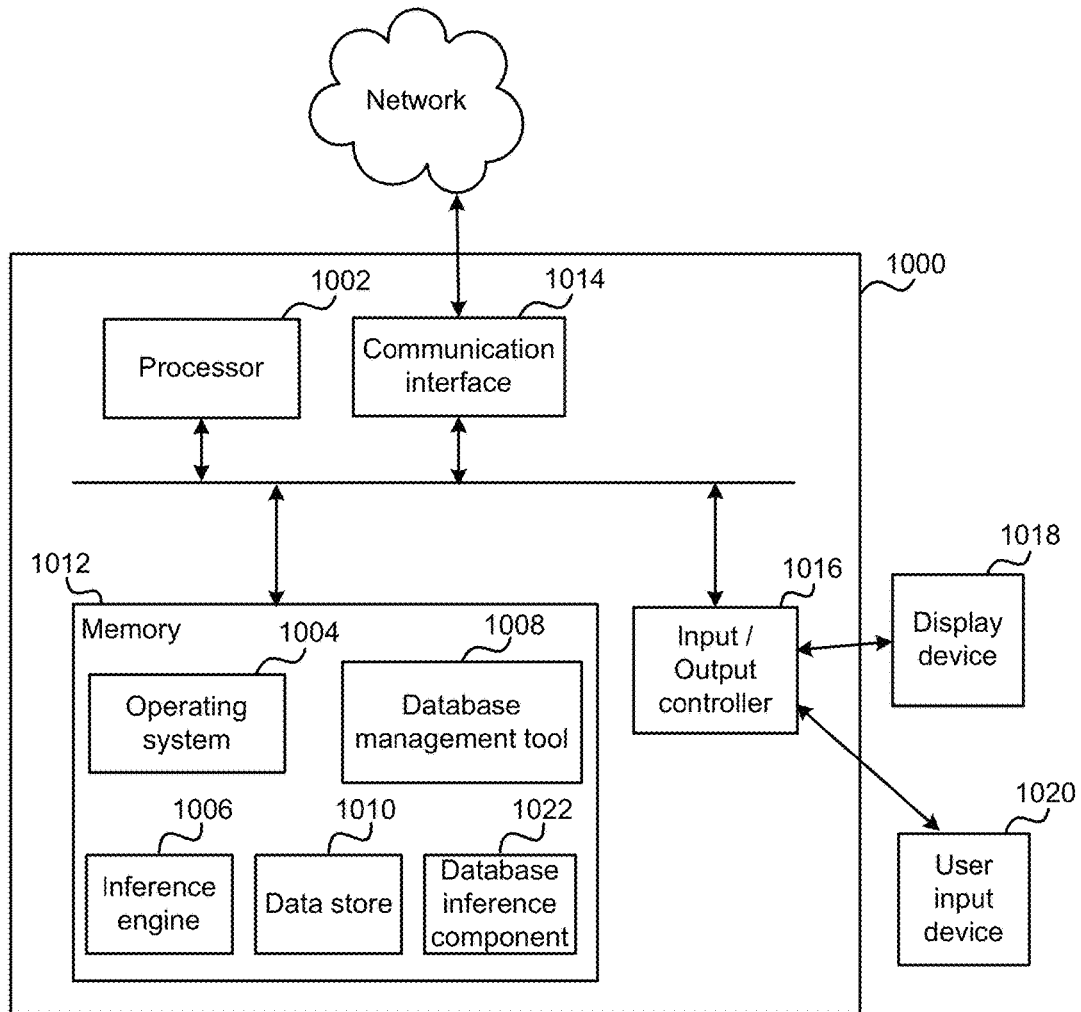 Network
1000
1002
1014
Processor
Communication
interface
1012
Memory
1004
1008
Operating
system
Database
management tool
1006
1010
1022
Inference
engine
Data store
Database
inference
component
1016
Input /
Output
controller
1018
Display
device
1020
User
input
device